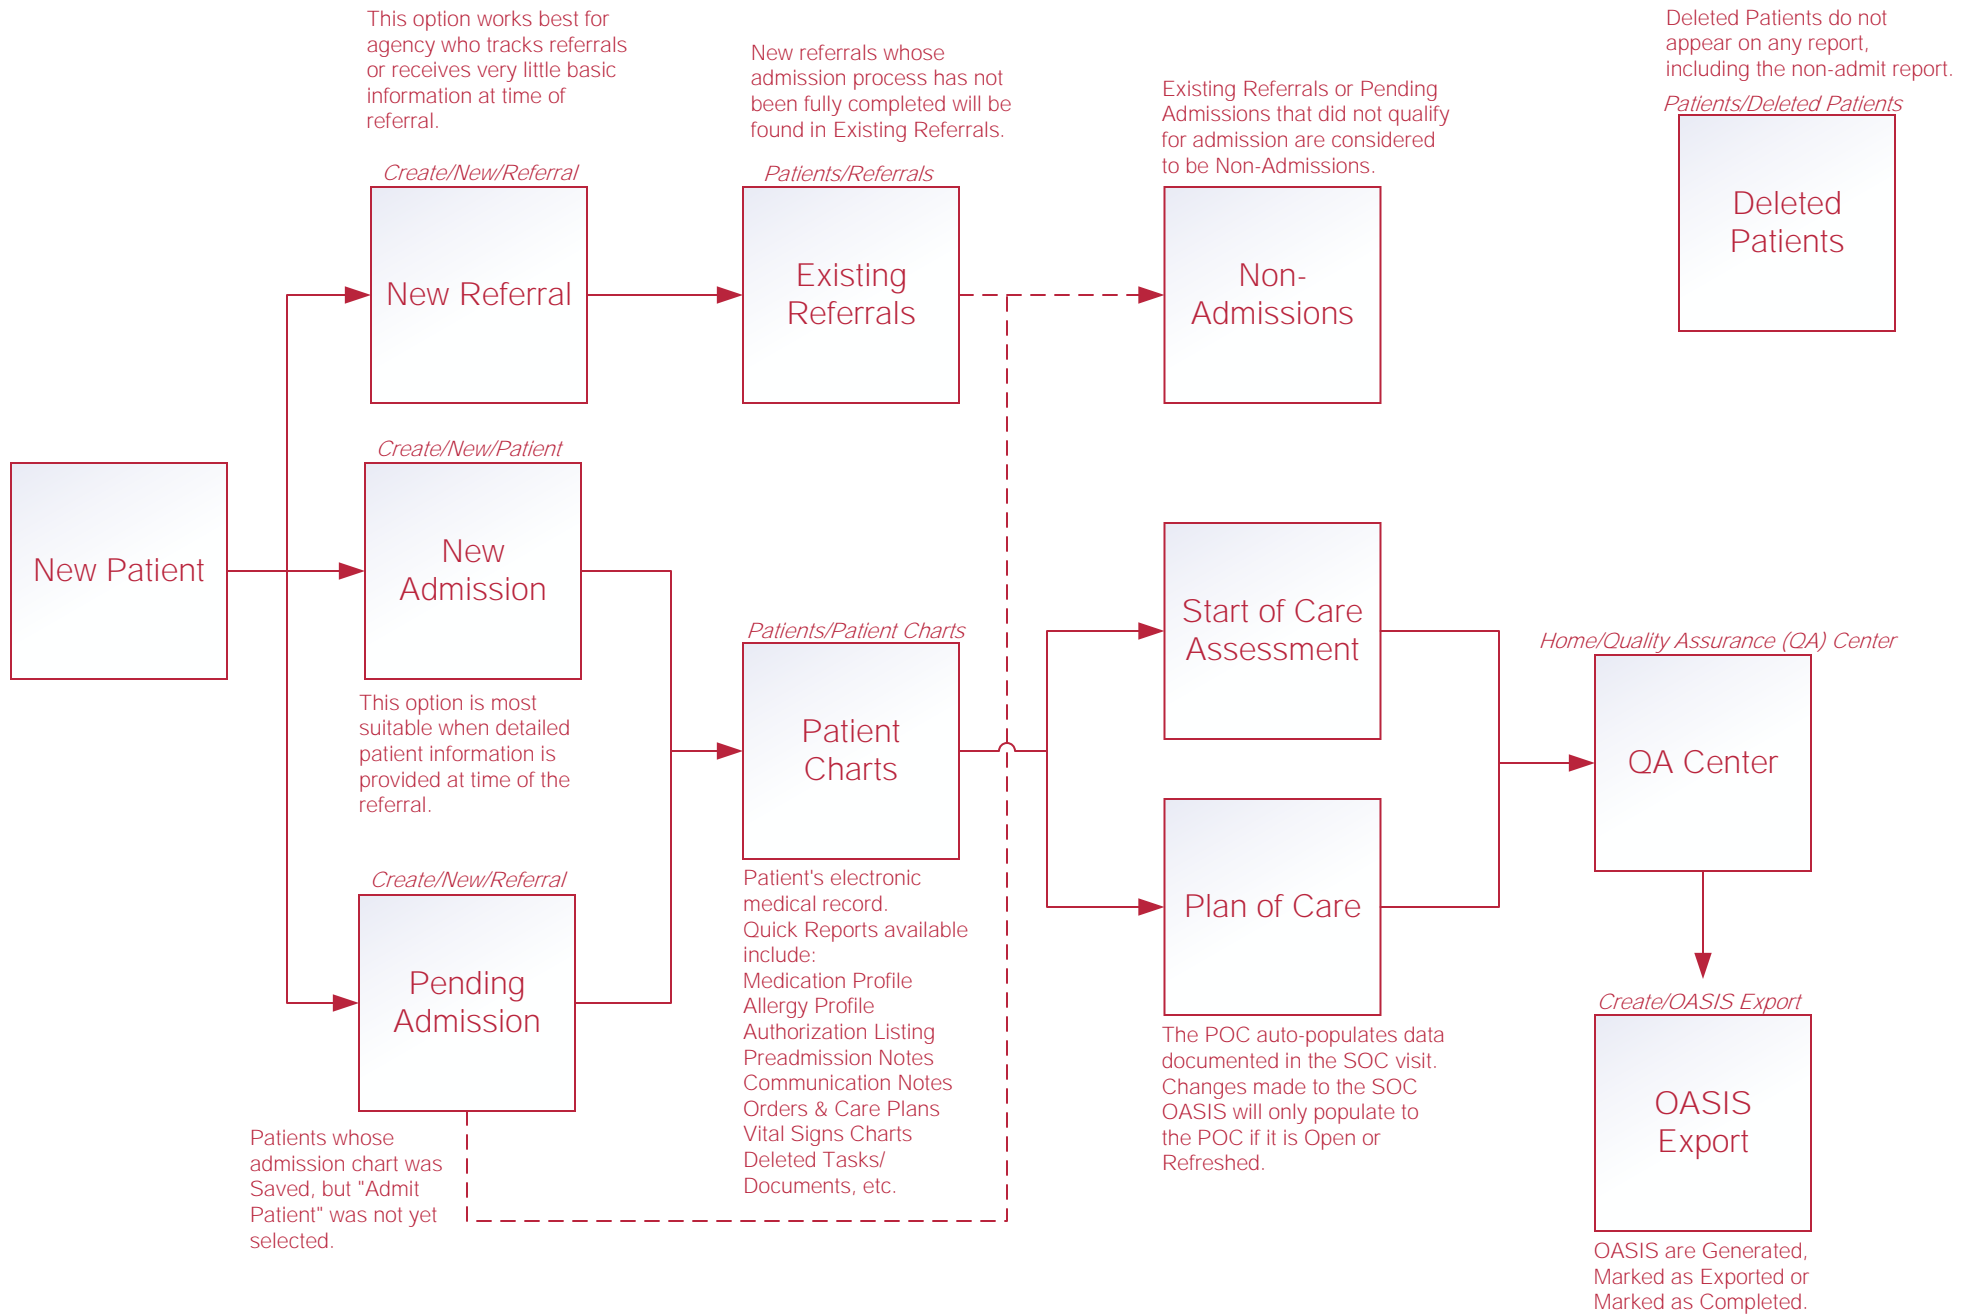 This option works best for
agency who tracks referrals
or receives very little basic
information at time of
referral.
New referrals whose
admission process has not
been fully completed will be
found in Existing Referrals.
Existing Referrals or Pending
Admissions that did not qualify
for admission are considered
to be Non-Admissions.
Deleted Patients do not
appear on any report,
including the non-admit report.
Patients/Deleted Patients
Deleted
Patients
Create/New/Referral
New Referral
Patients/Referrals
Existing
Referrals
Non-
Admissions
New Patient
Create/New/Patient
New
Admission
This option is most
suitable when detailed
patient information is
provided at time of the
referral.
Create/New/Referral
Pending
Admission
Patients whose
admission chart was
Saved, but "Admit
Patient" was not yet
selected.
Patients/Patient Charts
Patient
Charts
Patient's electronic
medical record.
Quick Reports available
include:
Medication Profile
Allergy Profile
Authorization Listing
Preadmission Notes
Communication Notes
Orders & Care Plans
Vital Signs Charts
Deleted Tasks/
Documents, etc.
Start of Care
Assessment
Plan of Care
The POC auto-populates data
documented in the SOC visit.
Changes made to the SOC
OASIS will only populate to
the POC if it is Open or
Refreshed.
Home/Quality Assurance (QA) Center
QA Center
Create/OASIS Export
OASIS
Export
OASIS are Generated,
Marked as Exported or
Marked as Completed.